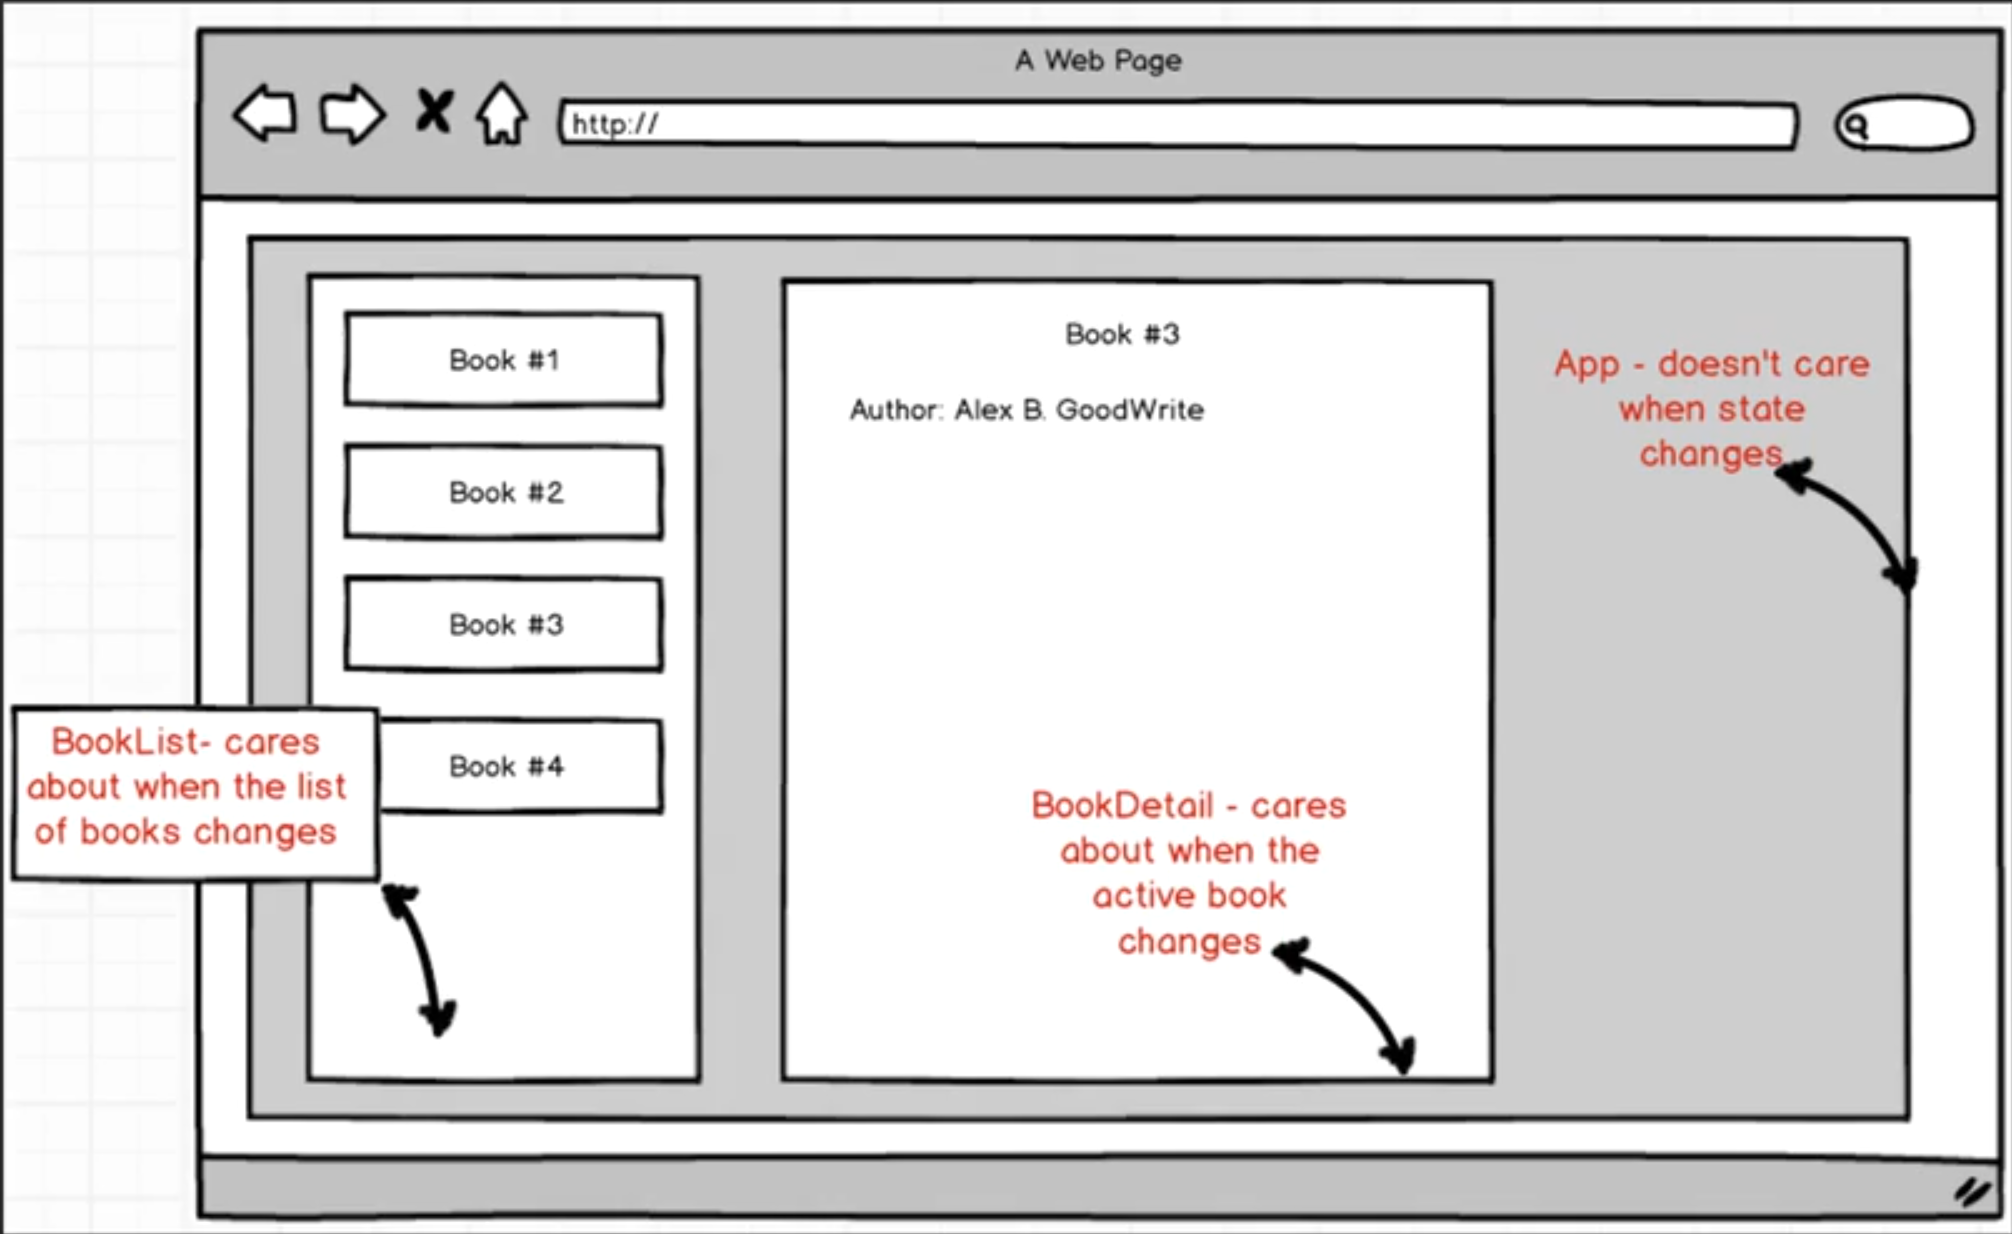 A Web Page
http://
Book #1
Book #2
Book #3
Book #4
Book #3
Author: Alex B. GoodWrite
App - doesn't care
when state
changes
BookList- cares
about when the list
of books changes
BookDetail - cares
about when the
active book
changes